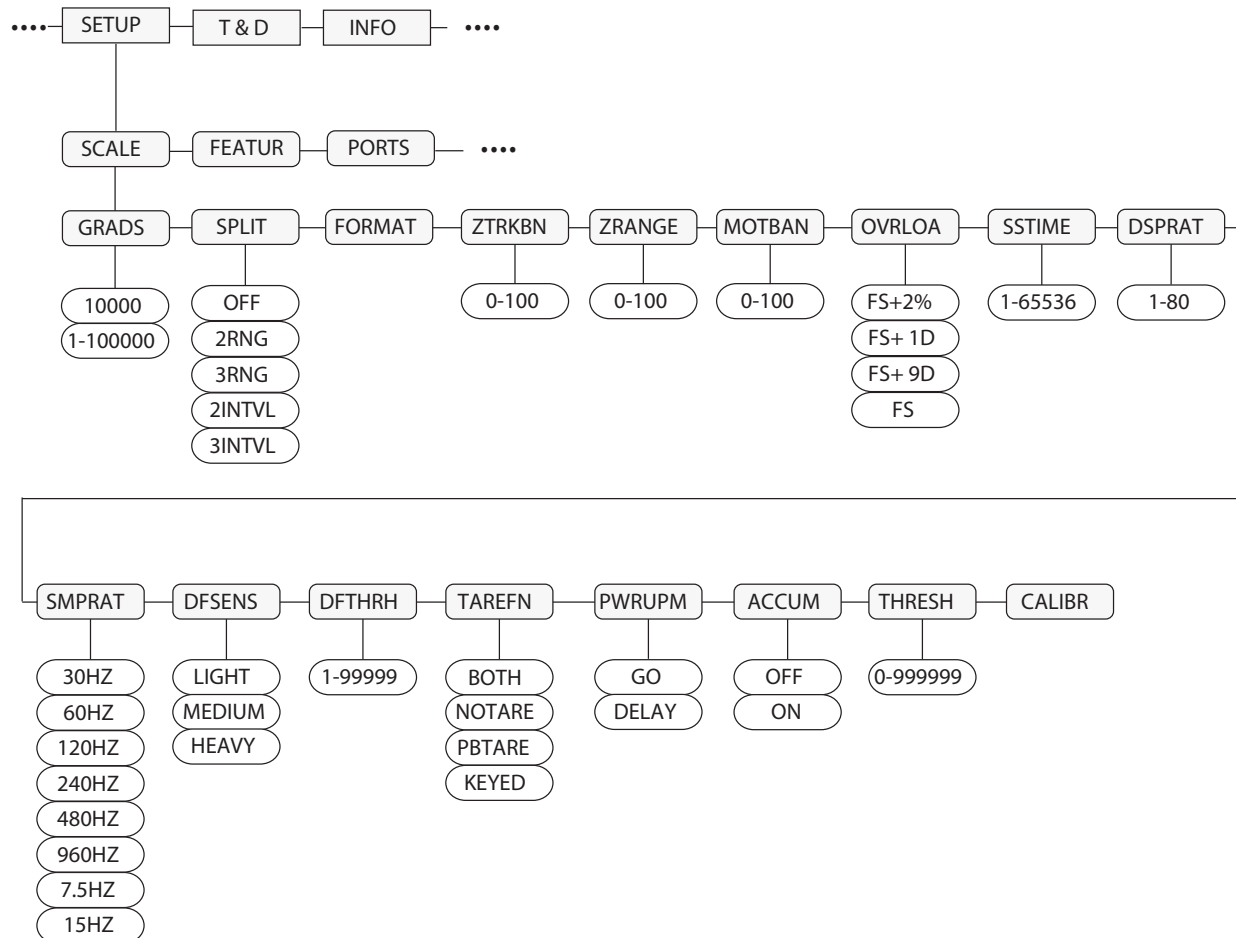 •••• SETUP T & D INFO ••••
SCALE FEATUR PORTS ••••
GRADS SPLIT FORMAT ZTRKBN ZRANGE MOTBAN OVRLOA SSTIME DSPRAT
10000 OFF 0-100 0-100 0-100 FS+2% 1-65536 1-80
1-100000 2RNG FS+ 1D
3RNG FS+ 9D
2INTVL FS
3INTVL
SMPRAT DFSENS DFTHRH TAREFN PWRUPM ACCUM THRESH CALIBR
30HZ LIGHT 1-99999 BOTH GO OFF 0-999999
60HZ MEDIUM NOTARE DELAY ON
120HZ HEAVY PBTARE
240HZ KEYED
480HZ
960HZ
7.5HZ
15HZ